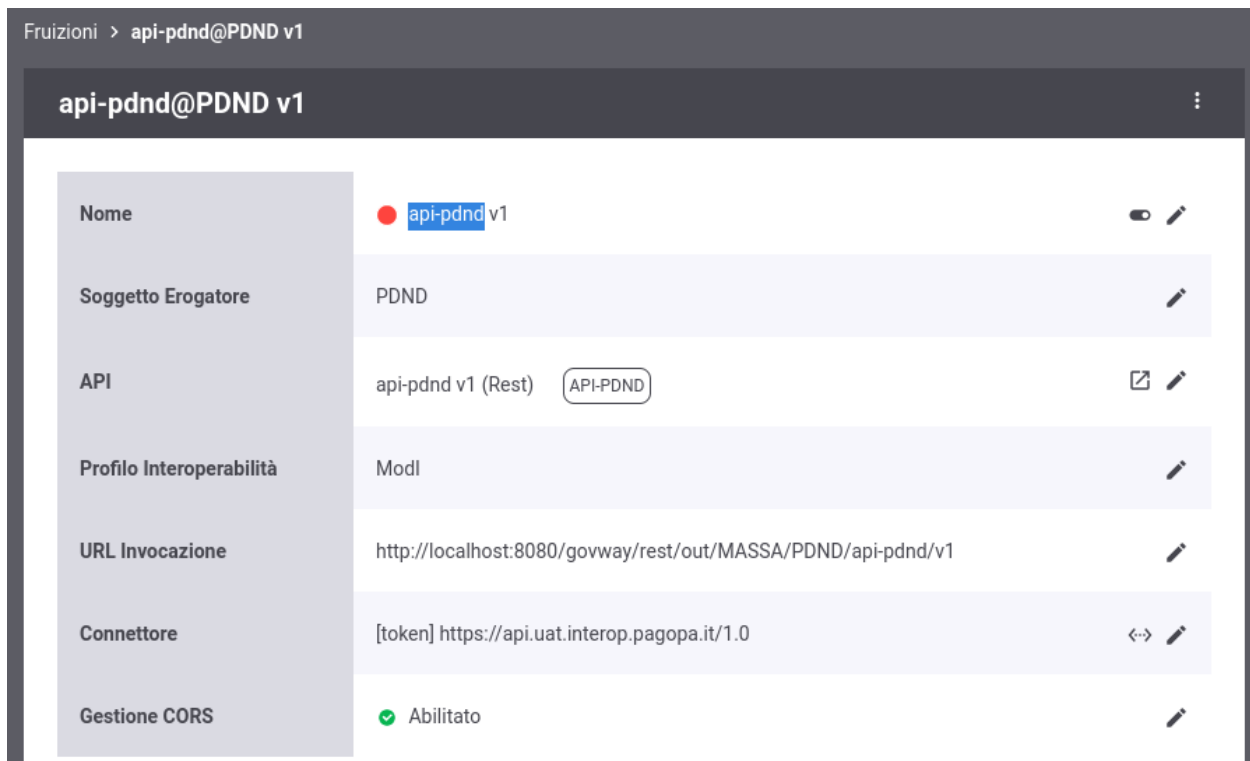 Fruizioni > api-pdnd@PDND v1
api-pdnd@PDND v1
Nome api-pdnd v1
Soggetto Erogatore PDND
API api-pdnd v1 (Rest) API-PDND
Profilo Interoperabilità ModI
URL Invocazione http://localhost:8080/govway/rest/out/MASSA/PDND/api-pdnd/v1
Connettore [token] https://api.uat.interop.pagopa.it/1.0
Gestione CORS Abilitato